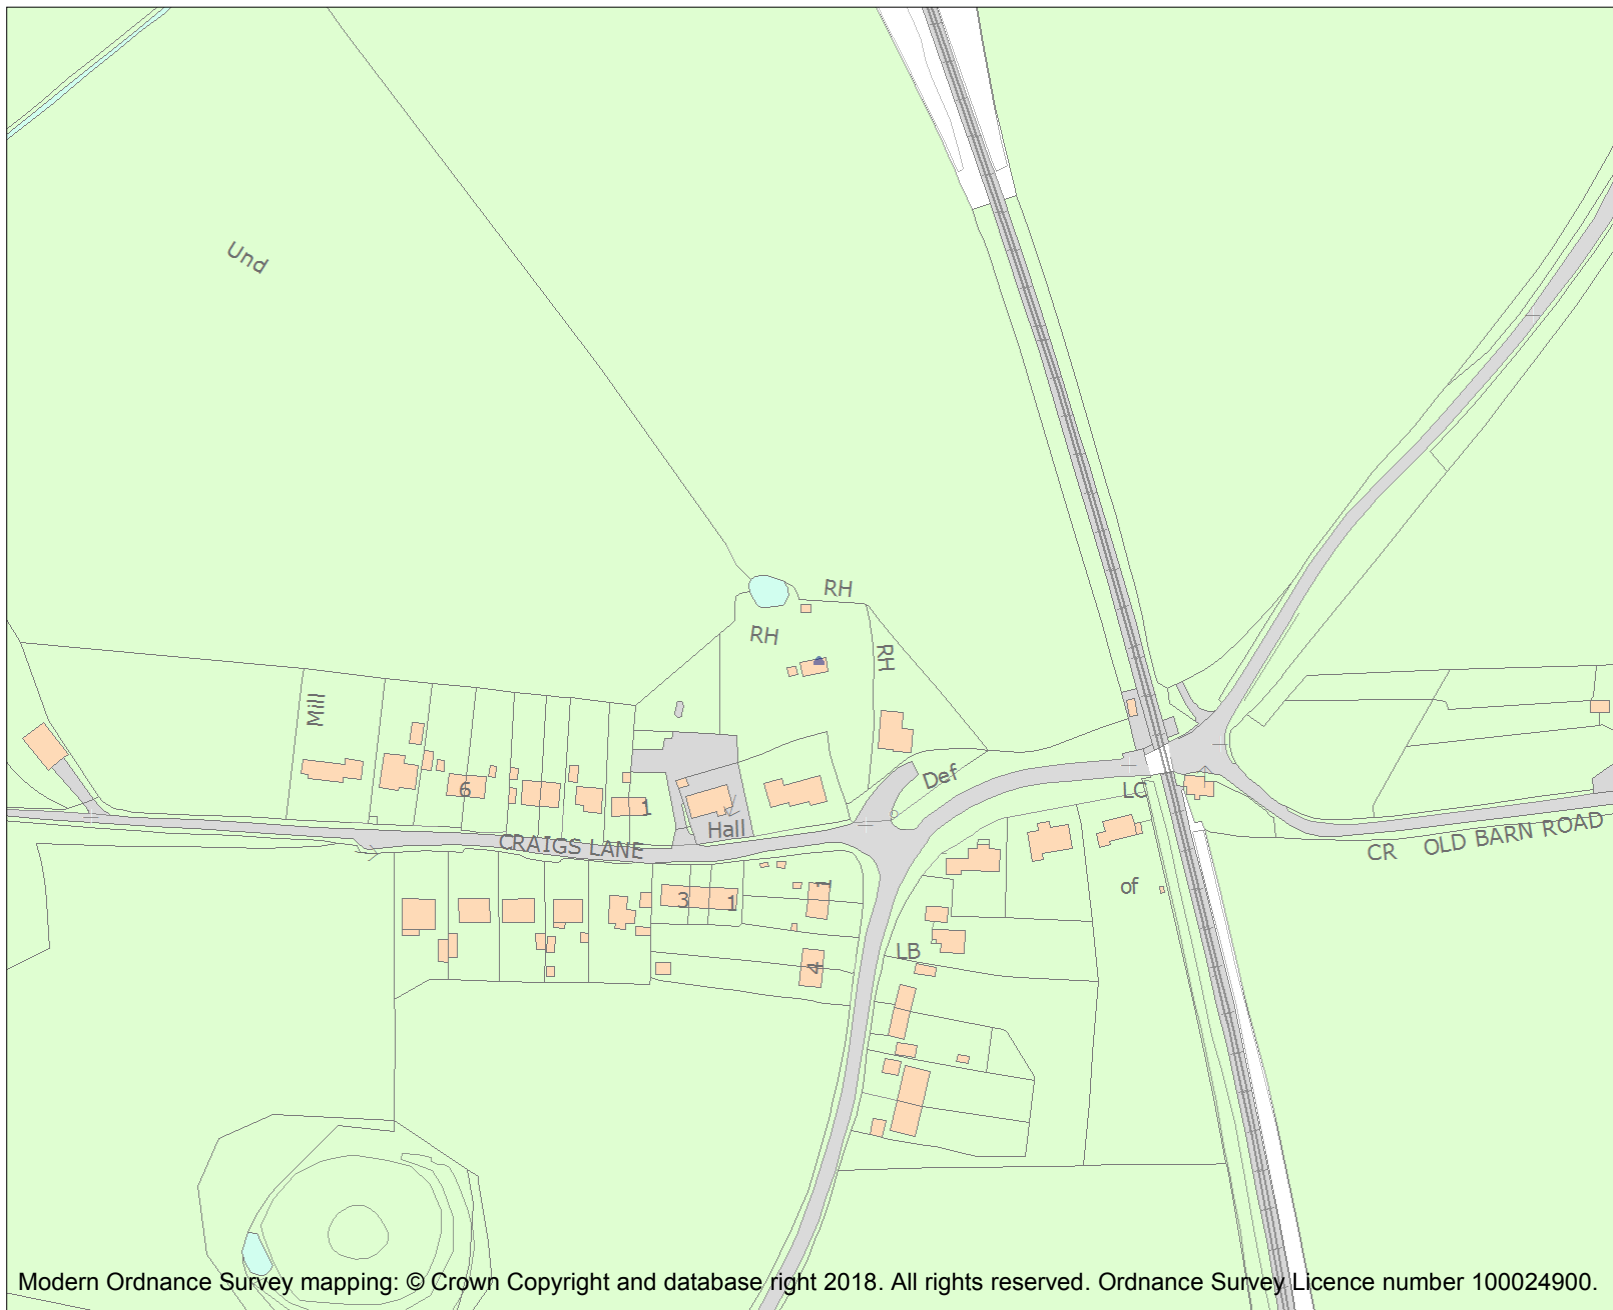 Und
RH
RH
RH
Mill
Def
6
LC
1
Hall
CRAIGS LANE
CR OLD BARN ROAD
1
of
3
1
LB
4
Modern Ordnance Survey mapping: © Crown Copyright and database right 2018. All rights reserved. Ordnance Survey Licence number 100024900.